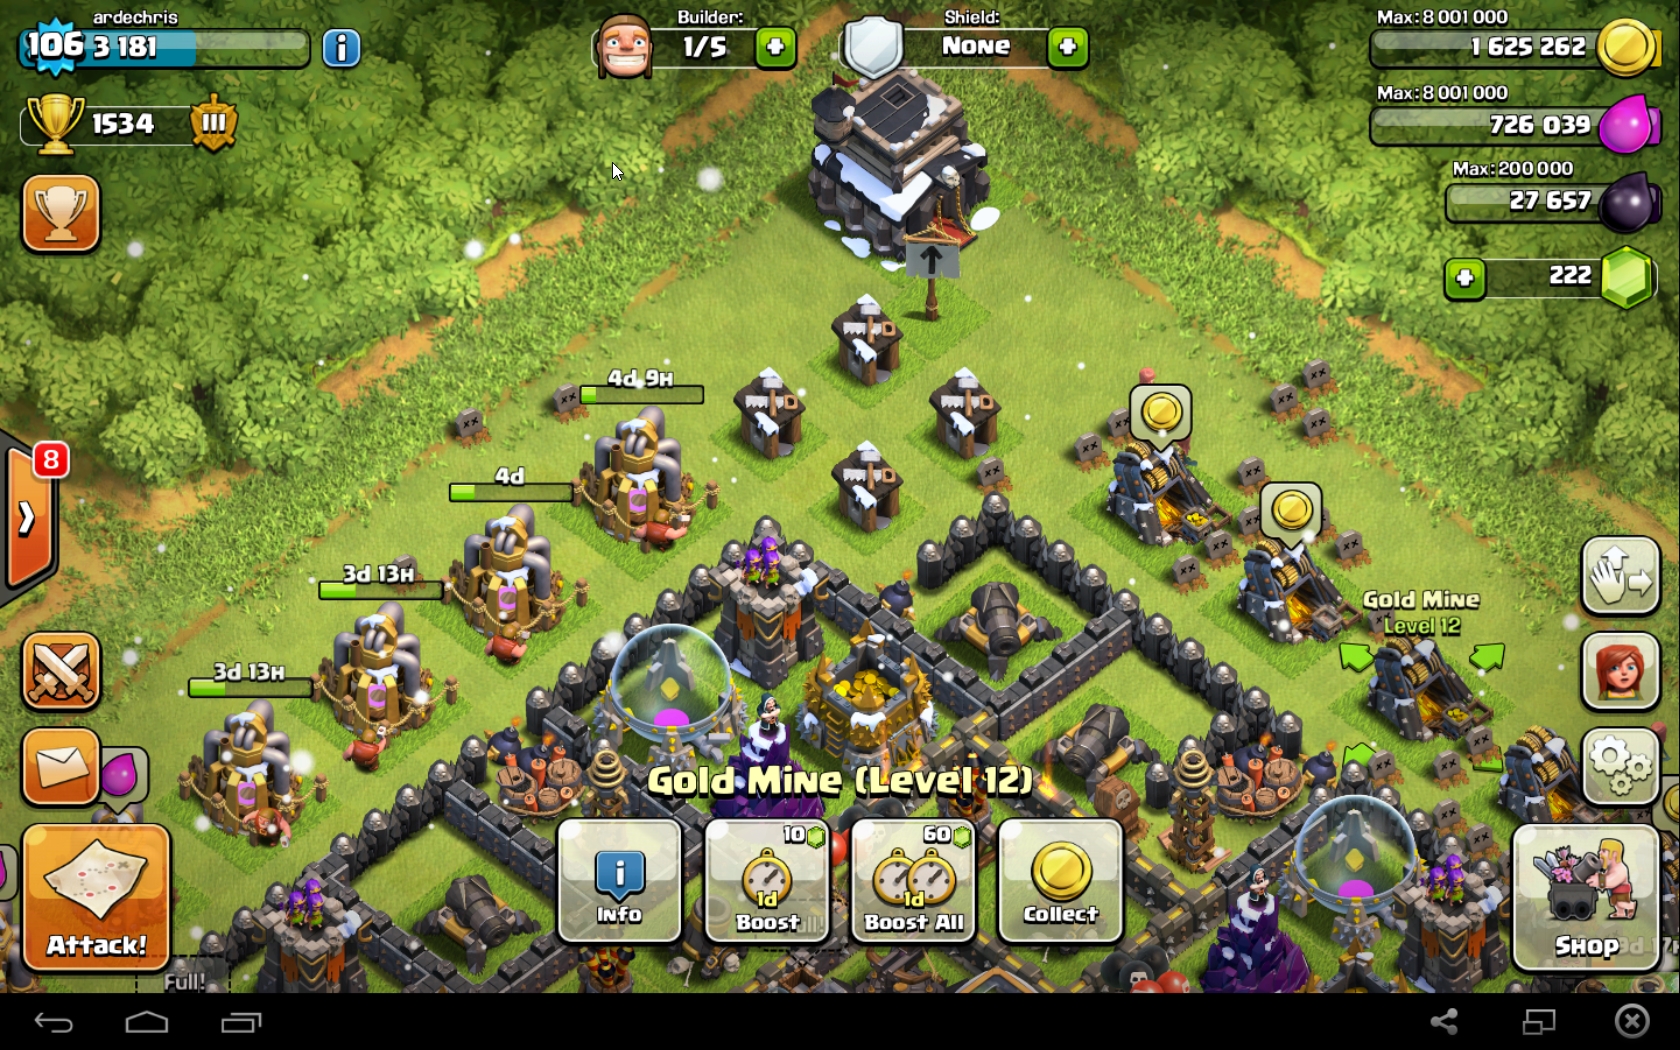 ardechris
106 3 181
Builder:
1/5
Shield:
None
Max: 8 001 000
1 625 262
Max: 8 001 000
726 039
Max: 200 000
27 657
222
1534
III
8
4d 9H
4d
3d 13H
3d 13H
Gold Mine
Level 12
Gold Mine (Level 12)
Info
10
1d
Boost
60
1d
Boost All
Collect
Attack!
Full!
Shop